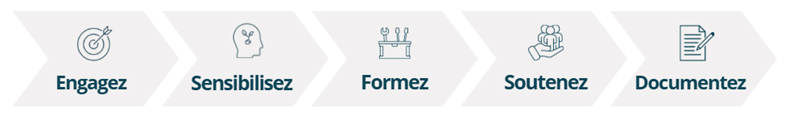 Engagez
Sensibilisez
Formez
Soutenez
Documentez